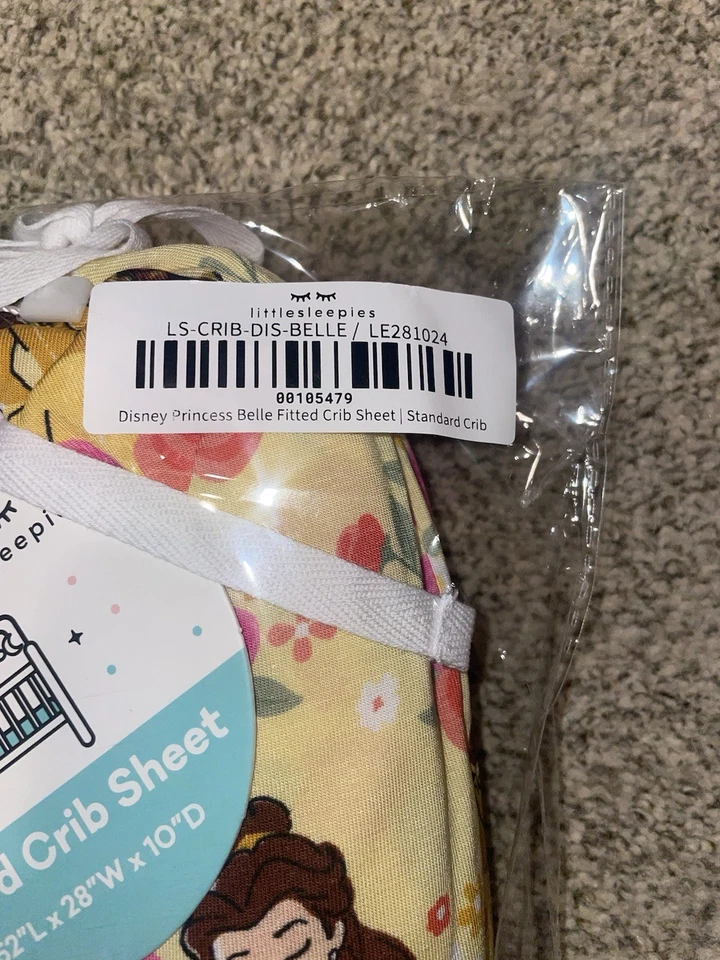 littlesleepies
LS-CRIB-DIS-BELLE / LE281024
00105479
Disney Princess Belle Fitted Crib Sheet | Standard Crib
d Crib Sheet
52"L x 28"W x 10"D